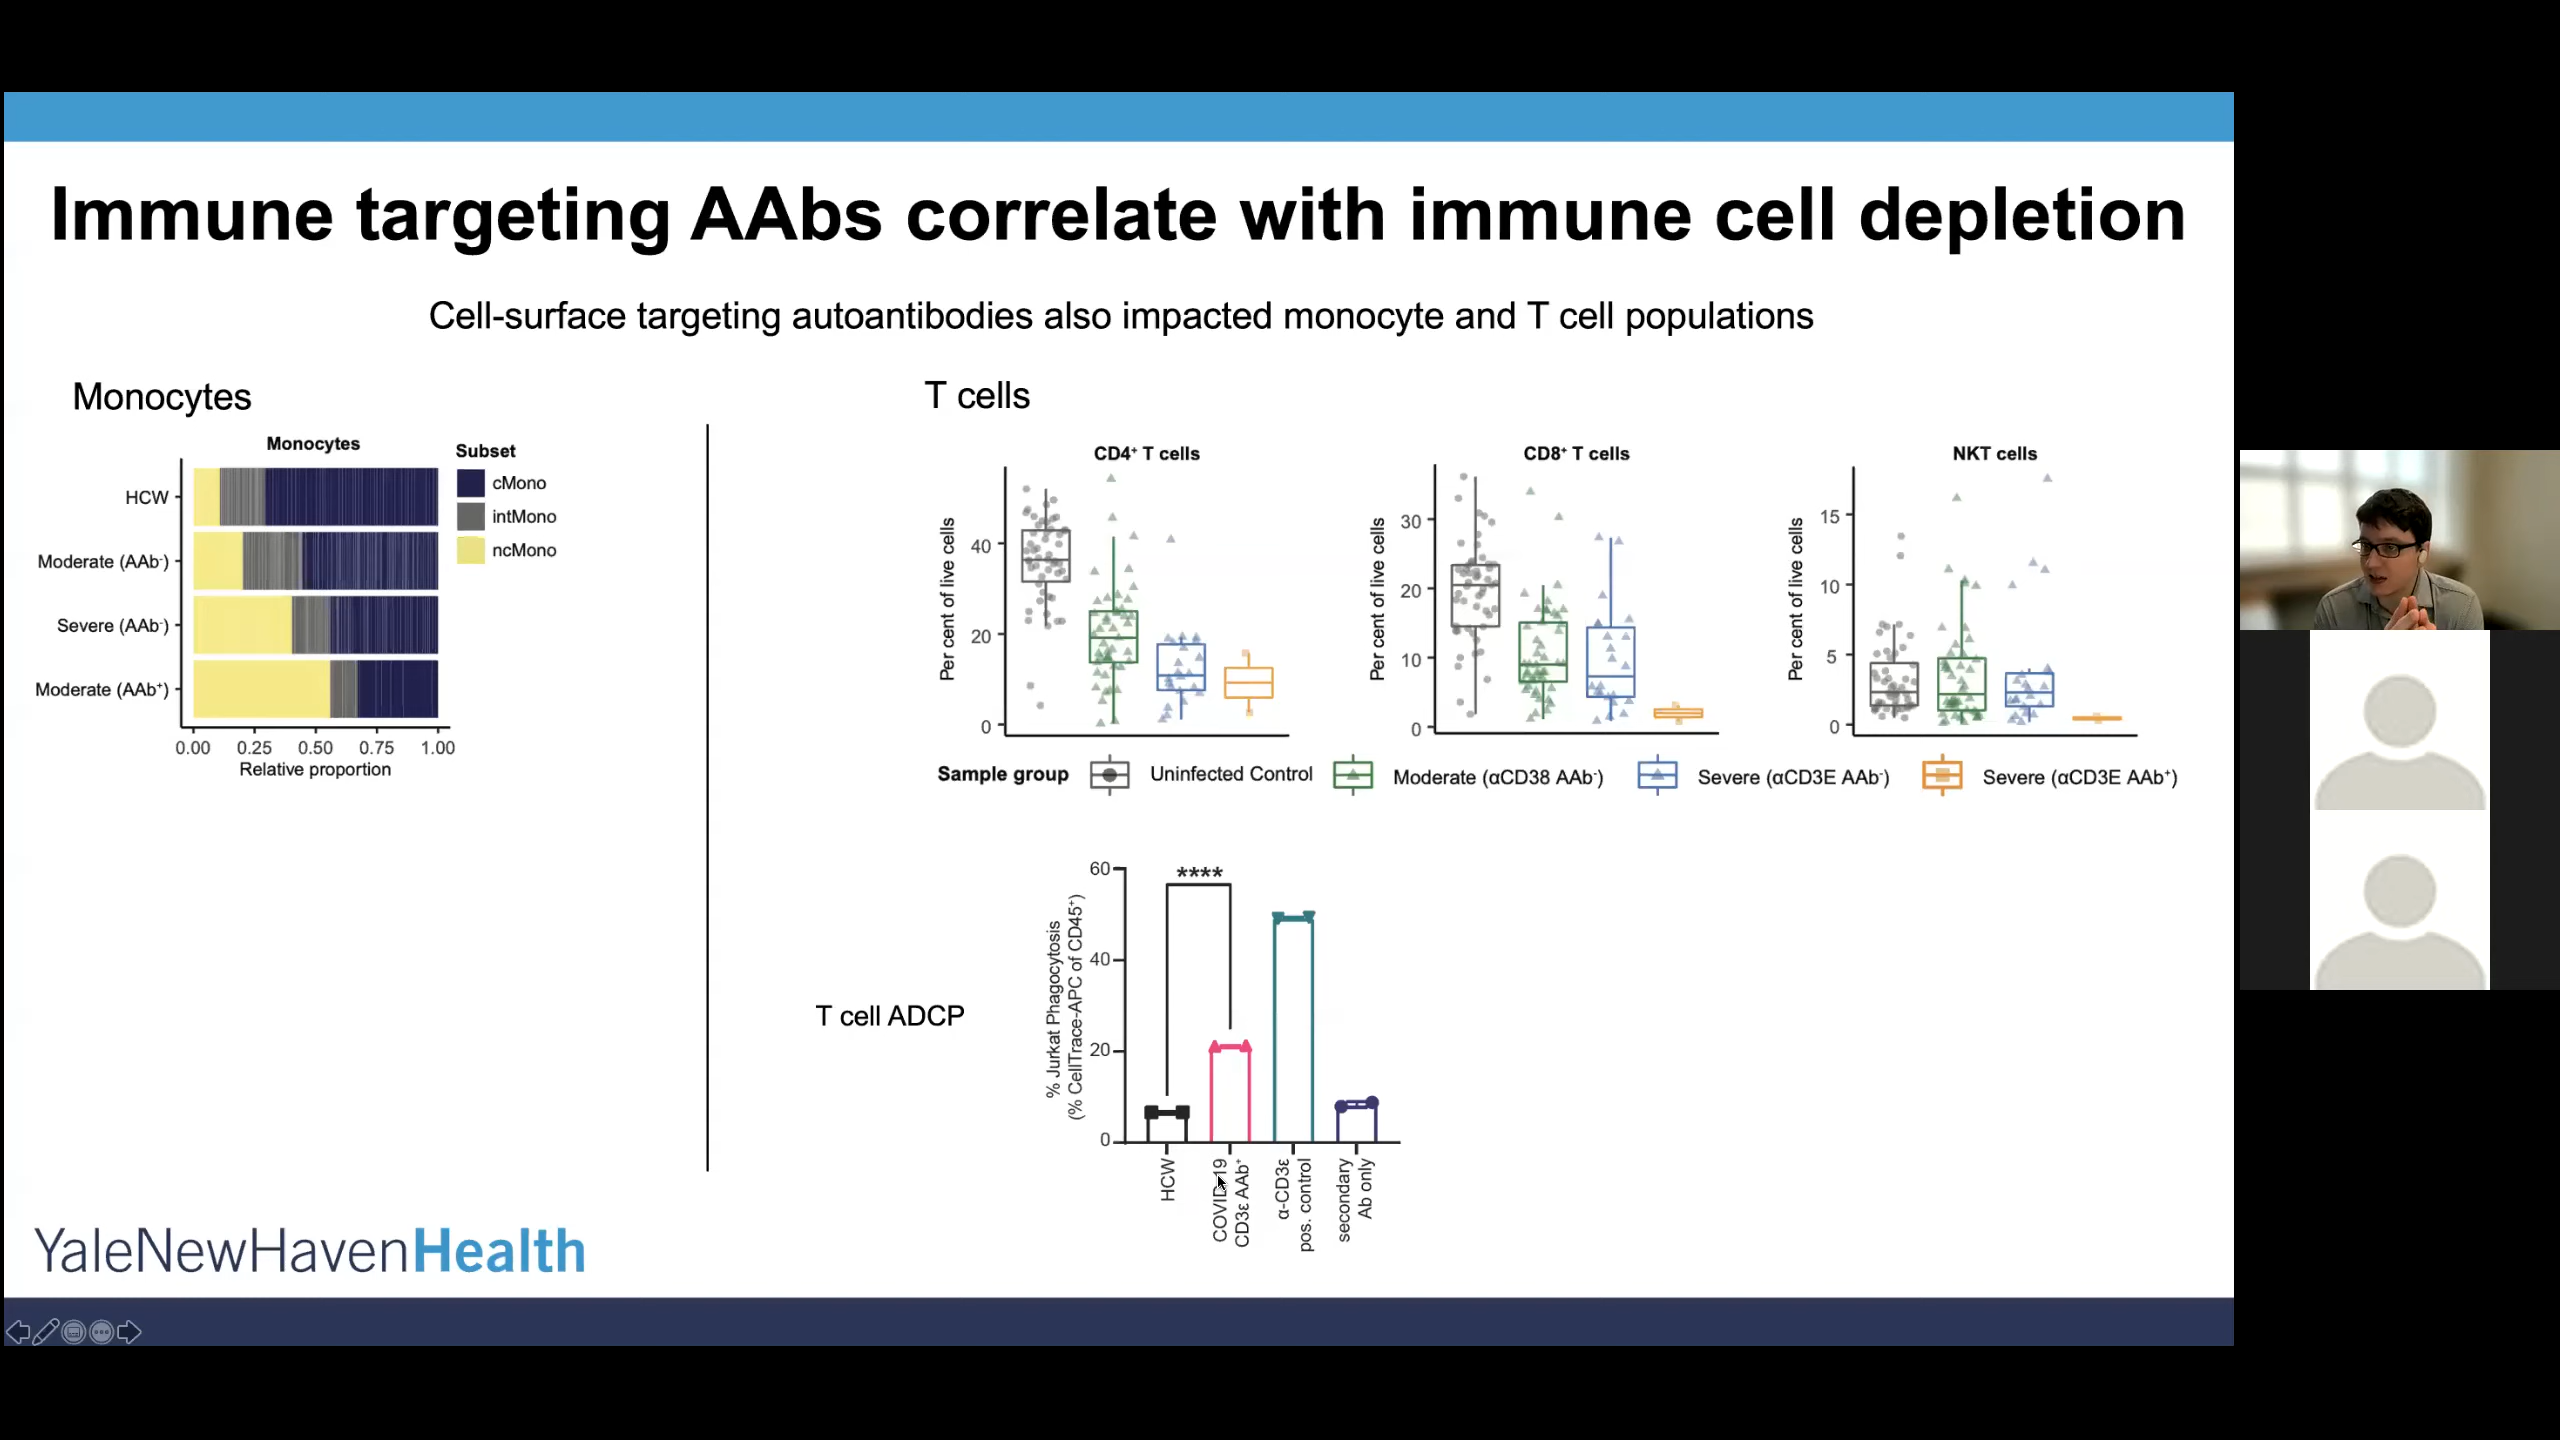 Immune targeting AAbs correlate with immune cell depletion
Cell-surface targeting autoantibodies also impacted monocyte and T cell populations
Monocytes
Monocytes
Subset
cMono
intMono
ncMono
HCW
Moderate (AAb⁻)
Severe (AAb⁻)
Moderate (AAb⁺)
0.00 0.25 0.50 0.75 1.00
Relative proportion
T cells
CD4⁺ T cells
Per cent of live cells
40
20
0
CD8⁺ T cells
Per cent of live cells
30
20
10
0
NKT cells
Per cent of live cells
15
10
5
0
Sample group Uninfected Control Moderate (αCD38 AAb⁻) Severe (αCD3E AAb⁻) Severe (αCD3E AAb⁺)
T cell ADCP
% Jurkat Phagocytosis
(% CellTrace-APC of CD45⁺)
60
40
20
0
****
HCW
COVID-19
CD3ε AAb⁺
α-CD3ε
pos. control
secondary
Ab only
YaleNewHavenHealth